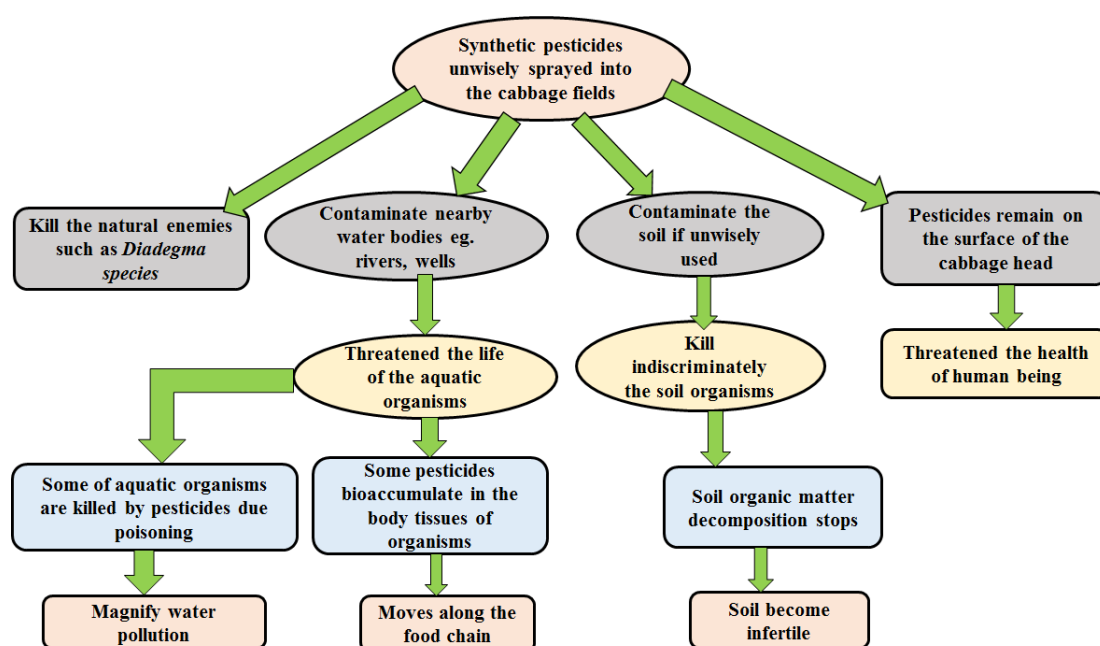 Synthetic pesticides
unwisely sprayed into
the cabbage fields
Kill the natural enemies
such as Diadegma
species
Contaminate nearby
water bodies eg.
rivers, wells
Contaminate the
soil if unwisely
used
Pesticides remain on
the surface of the
cabbage head
Threatened the life
of the aquatic
organisms
Kill
indiscriminately
the soil organisms
Threatened the health
of human being
Some of aquatic organisms
are killed by pesticides due
poisoning
Some pesticides
bioaccumulate in the
body tissues of
organisms
Soil organic matter
decomposition stops
Magnify water
pollution
Moves along the
food chain
Soil become
infertile